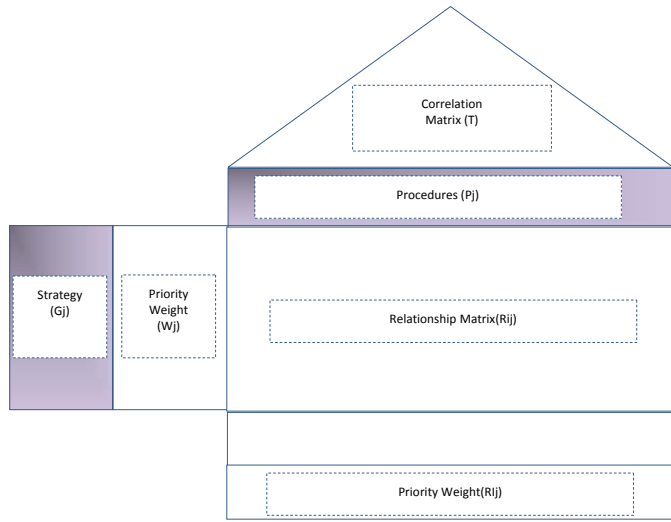 Correlation
Matrix (T)
Procedures (Pj)
Strategy
(Gj)
Priority
Weight
(Wj)
Relationship Matrix(Rij)
Priority Weight(RIj)